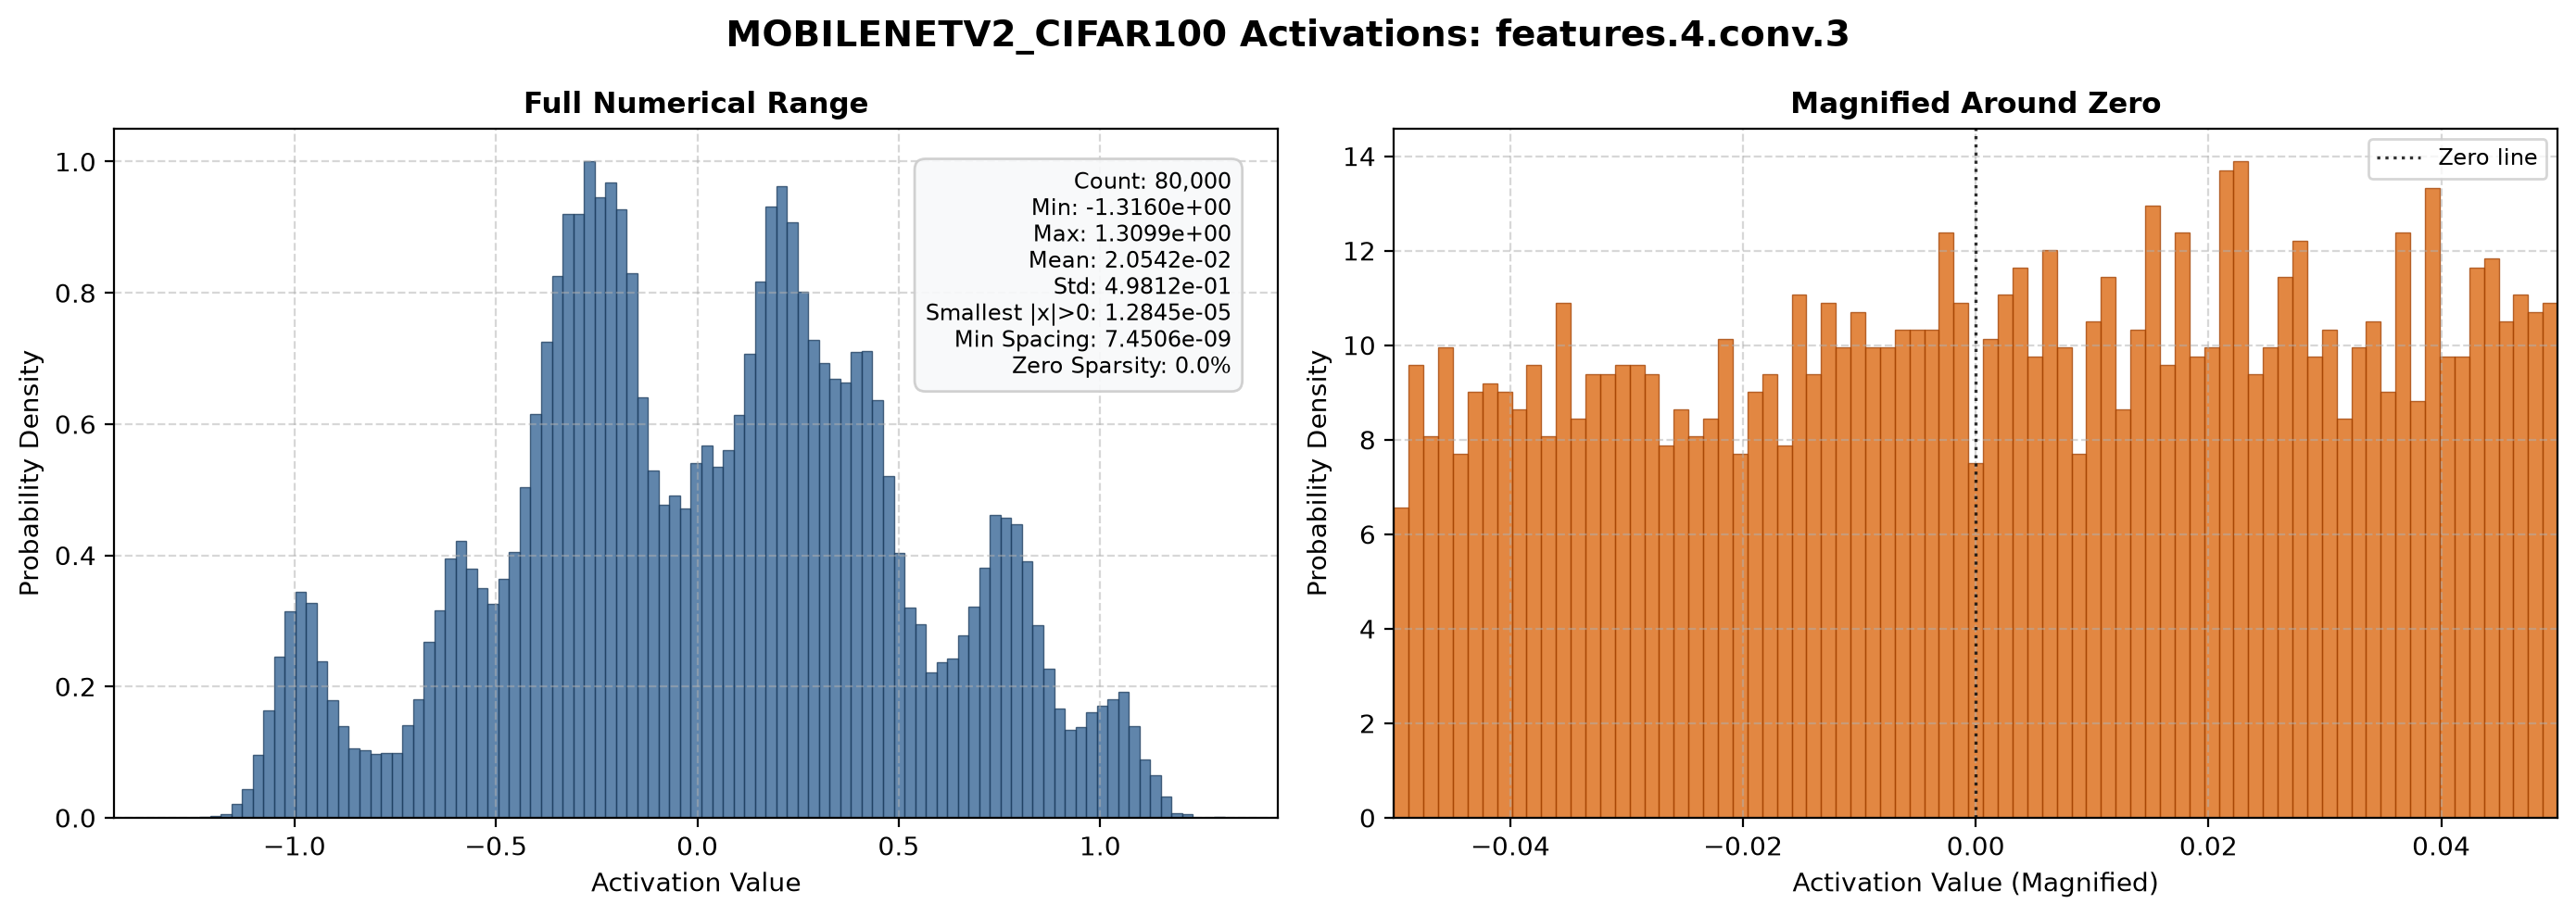 MOBILENETV2_CIFAR100 Activations: features.4.conv.3
Full Numerical Range
Probability Density
1.0
0.8
0.6
0.4
0.2
0.0
Count: 80,000
Min: -1.3160e+00
Max: 1.3099e+00
Mean: 2.0542e-02
Std: 4.9812e-01
Smallest |x|>0: 1.2845e-05
Min Spacing: 7.4506e-09
Zero Sparsity: 0.0%
−1.0 −0.5 0.0 0.5 1.0
Activation Value
Magnified Around Zero
Probability Density
14
12
10
8
6
4
2
0
Zero line
−0.04 −0.02 0.00 0.02 0.04
Activation Value (Magnified)